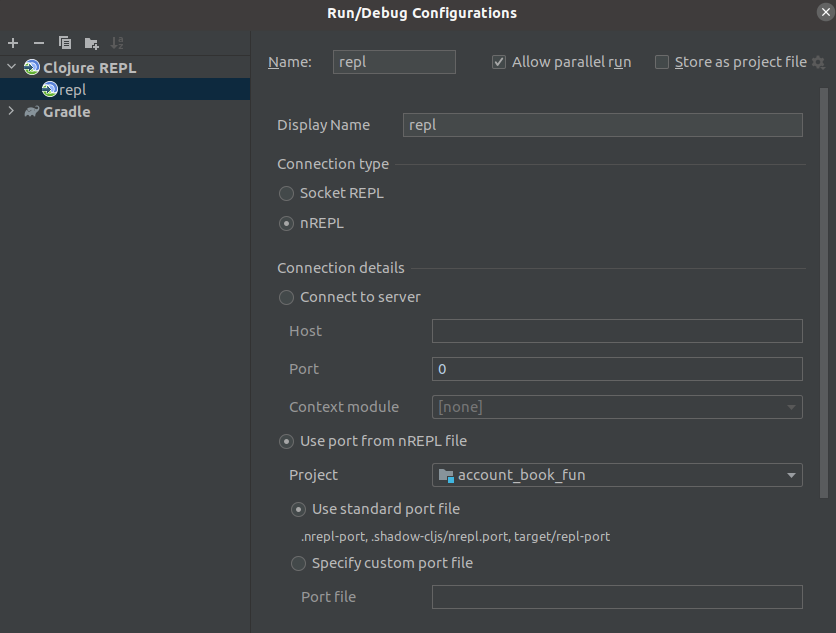 Run/Debug Configurations
Clojure REPL
repl
Gradle
Name: repl Allow parallel run Store as project file
Display Name repl
Connection type
Socket REPL
nREPL
Connection details
Connect to server
Host
Port 0
Context module [none]
Use port from nREPL file
Project account_book_fun
Use standard port file
.nrepl-port, .shadow-cljs/nrepl.port, target/repl-port
Specify custom port file
Port file